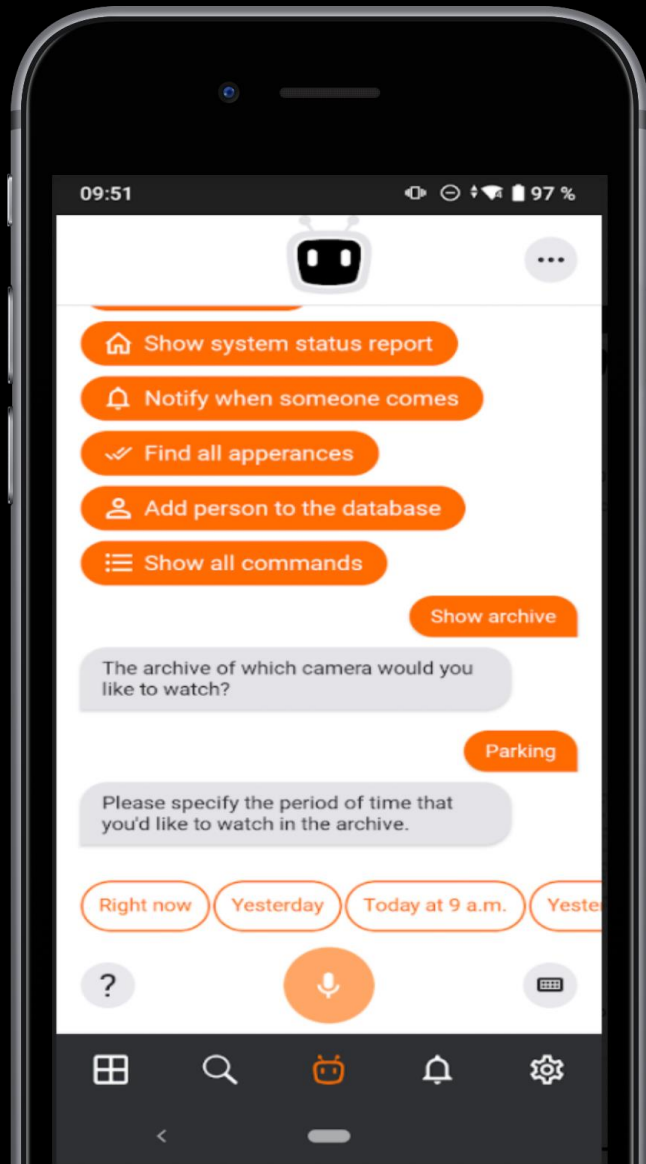 09:51
97 %
Show system status report
Notify when someone comes
Find all apperances
Add person to the database
Show all commands
Show archive
The archive of which camera would you
like to watch?
Parking
Please specify the period of time that
you'd like to watch in the archive.
Right now
Yesterday
Today at 9 a.m.
Yeste
?